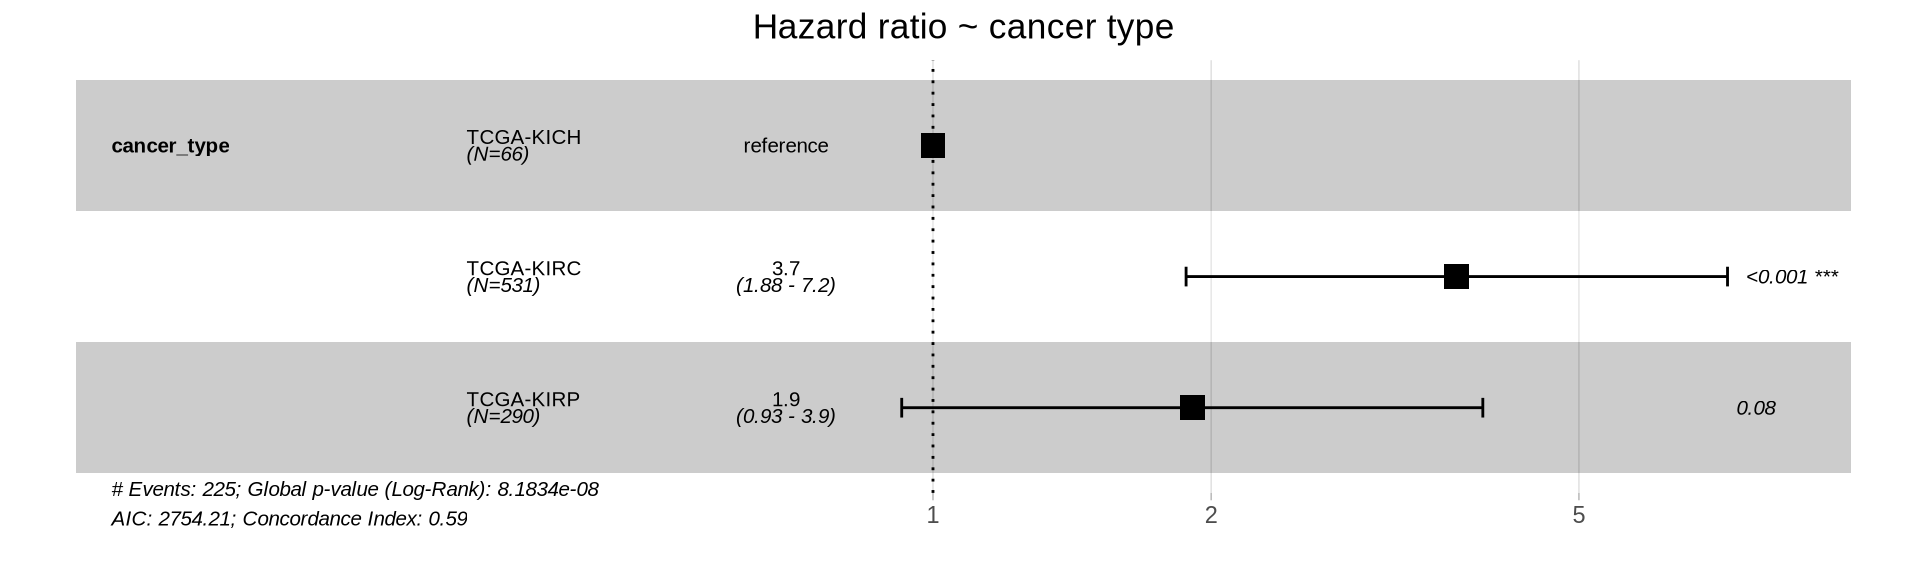 Hazard ratio ~ cancer type
cancer_type
TCGA-KICH
(N=66)
reference
TCGA-KIRC
(N=531)
3.7
(1.88 - 7.2)
<0.001 ***
TCGA-KIRP
(N=290)
1.9
(0.93 - 3.9)
0.08
# Events: 225; Global p-value (Log-Rank): 8.1834e-08
AIC: 2754.21; Concordance Index: 0.59
1 2 5